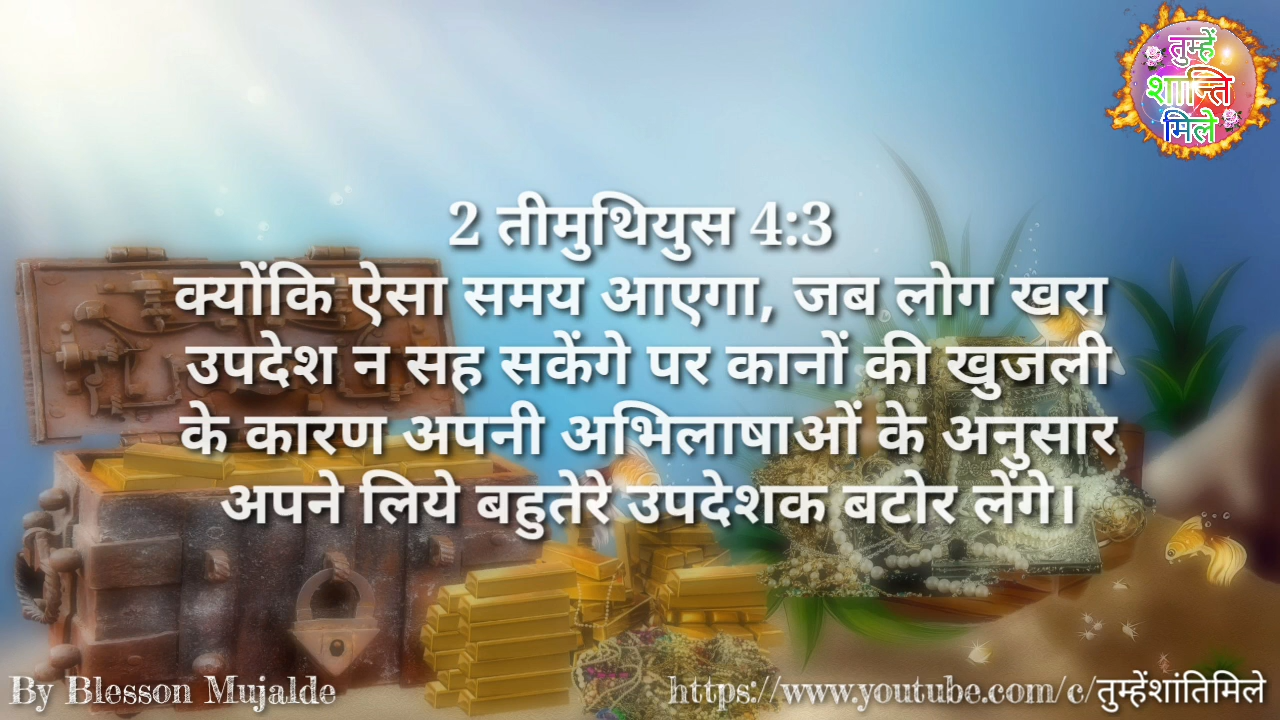 तुम्हें
शान्ति
मिले
2 तीमुथियुस 4:3
क्योंकि ऐसा समय आएगा, जब लोग खरा
उपदेश न सह सकेंगे पर कानों की खुजली
के कारण अपनी अभिलाषाओं के अनुसार
अपने लिये बहुतेरे उपदेशक बटोर लेंगे।
By Blesson Mujalde
https://www.youtube.com/c/तुम्हेंशांतिमिले